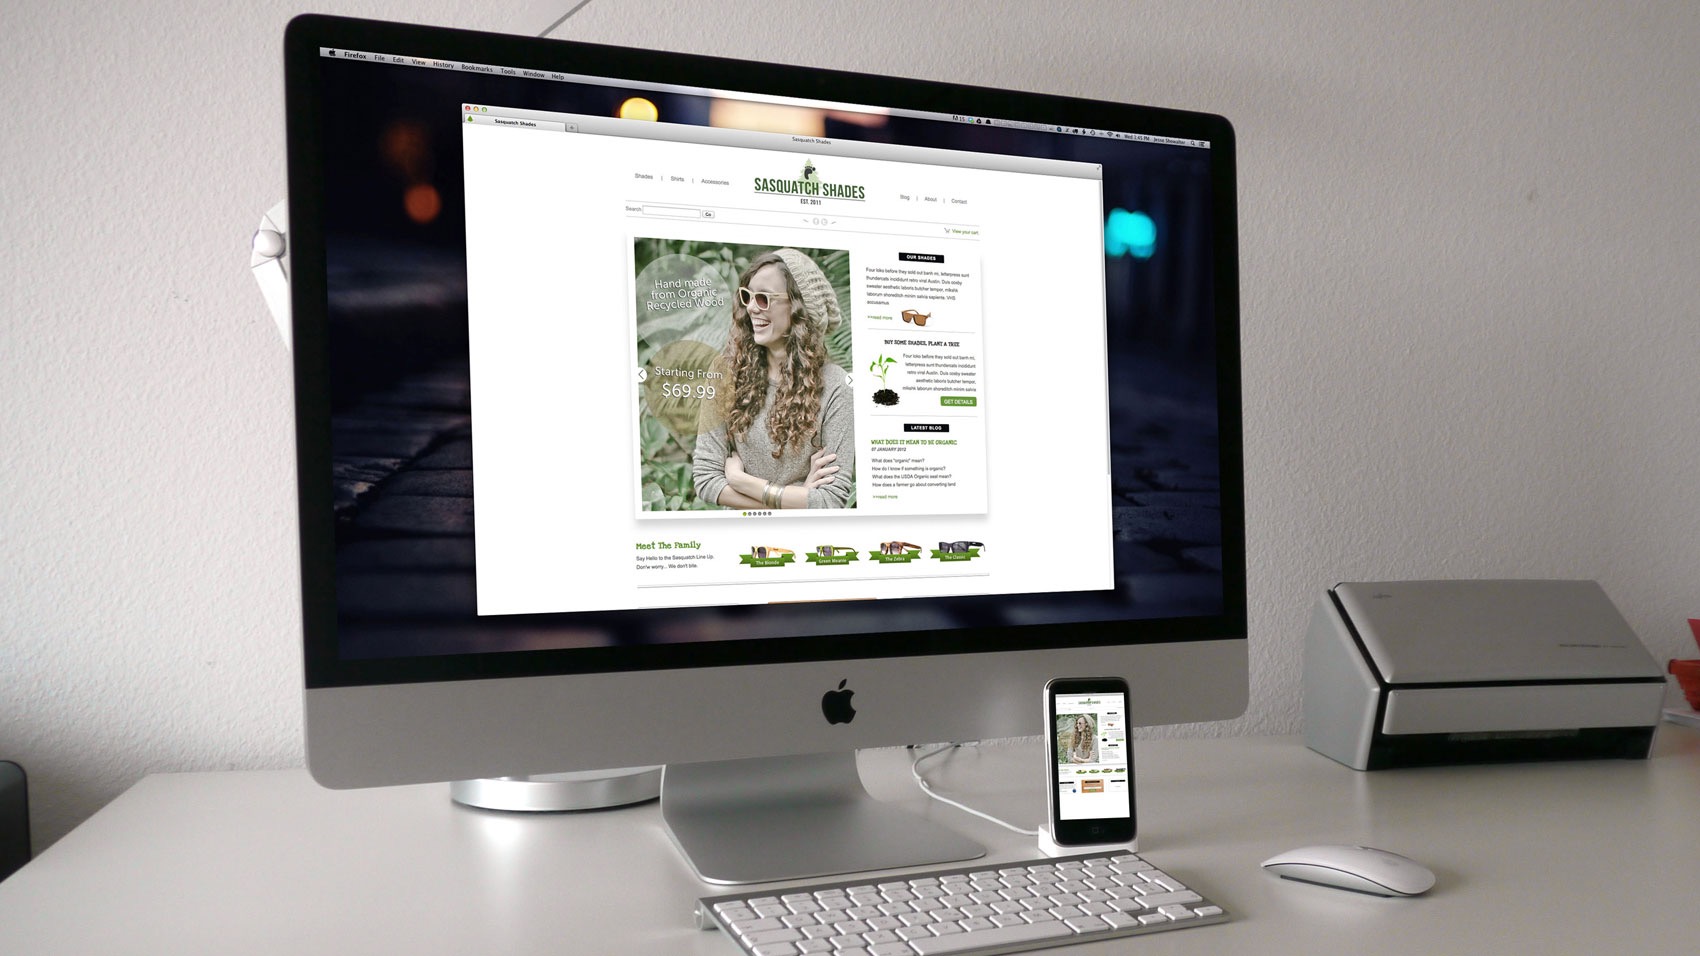 Firefox File Edit View History Bookmarks Tools Window Help
Wed 1:45 PM Jesse Showalter
Sasquatch Shades
Sasquatch Shades
Shades | Shirts | Accessories
SASQUATCH SHADES
EST. 2011
Blog | About | Contact
Search Go
View your cart
Hand made
from Organic
Recycled Wood
Starting From
$69.99
OUR SHADES
Four loko before they sold out banh mi, letterpress sunt
thundercats incididunt retro viral Austin. Duis cosby
sweater aesthetic laboris butcher tempor, mlkshk
laborum shoreditch minim salvia sapiente. VHS
accusamus
>>read more
BUY SOME SHADES, PLANT A TREE
Four loko before they sold out banh mi,
letterpress sunt thundercats incididunt
retro viral Austin. Duis cosby sweater
aesthetic laboris butcher tempor,
mlkshk laborum shoreditch minim salvia
GET DETAILS
LATEST BLOG
WHAT DOES IT MEAN TO BE ORGANIC
07 JANUARY 2012
What does "organic" mean?
How do I know if something is organic?
What does the USDA Organic seal mean?
How does a farmer go about converting land
>>read more
Meet The Family
Say Hello to the Sasquatch Line Up.
Don'w worry... We don't bite.
The Blonde
Green Meanie
The Zebra
The Classic